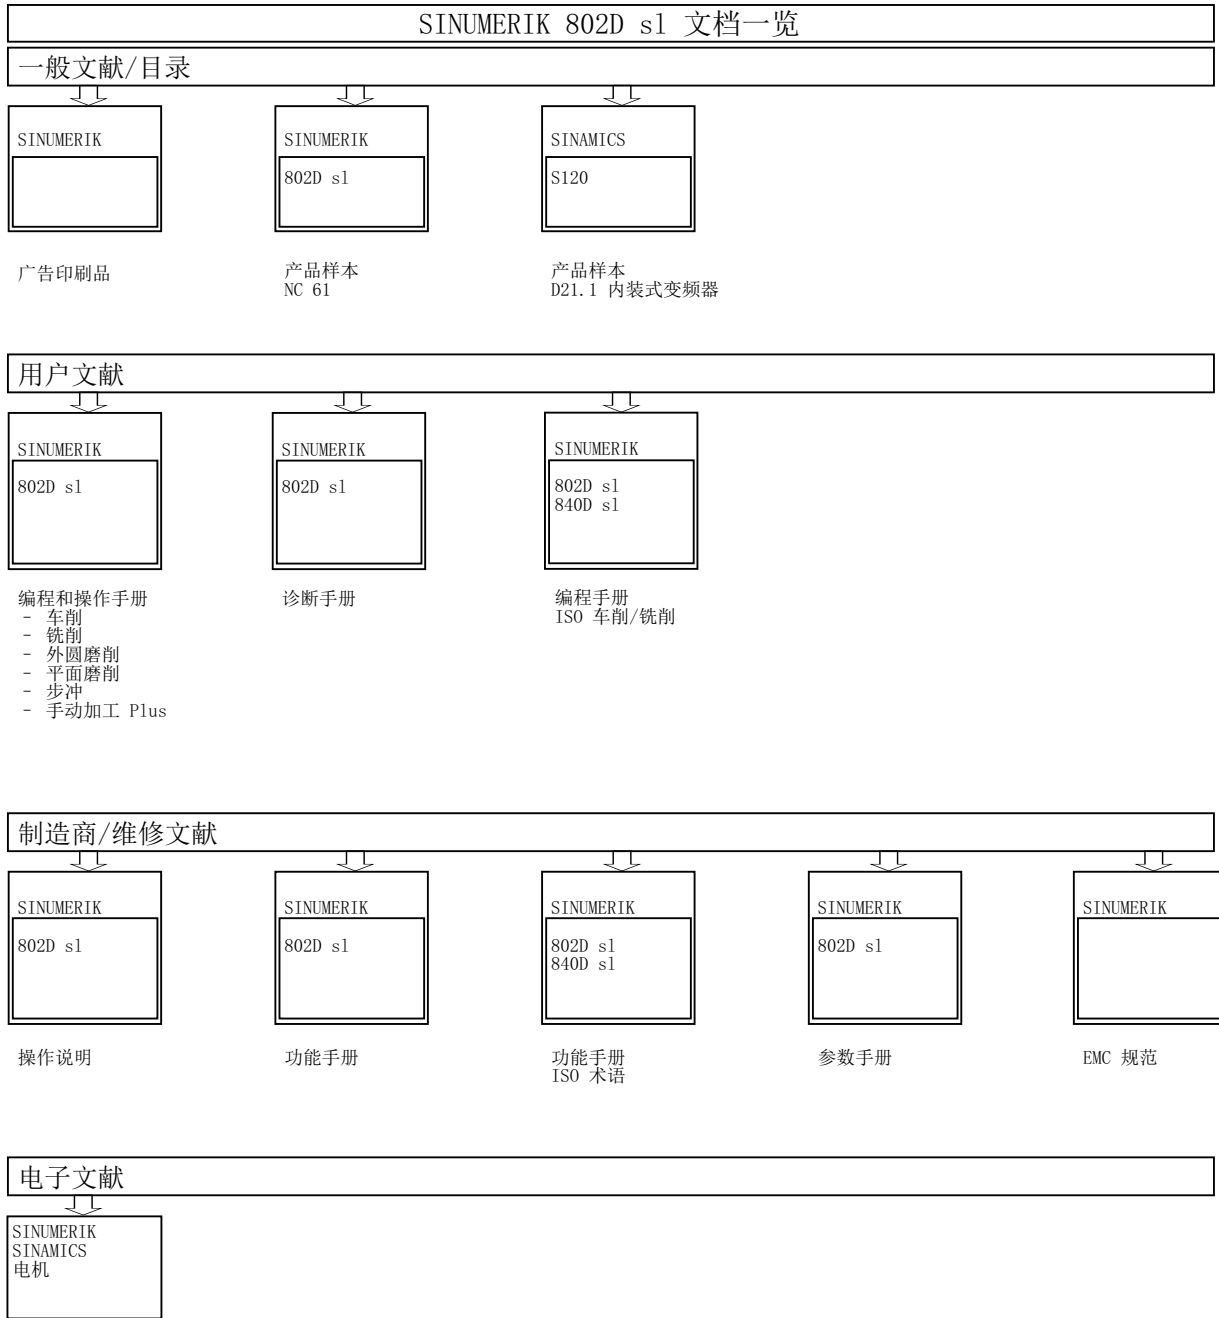 SINUMERIK 802D sl 文档一览
一般文献/目录
SINUMERIK
SINUMERIK
802D sl
SINAMICS
S120
广告印刷品
产品样本
NC 61
产品样本
D21.1 内装式变频器
用户文献
SINUMERIK
802D sl
SINUMERIK
802D sl
SINUMERIK
802D sl
840D sl
编程和操作手册
- 车削
- 铣削
- 外圆磨削
- 平面磨削
- 步冲
- 手动加工 Plus
诊断手册
编程手册
ISO 车削/铣削
制造商/维修文献
SINUMERIK
802D sl
SINUMERIK
802D sl
SINUMERIK
802D sl
840D sl
SINUMERIK
802D sl
SINUMERIK
操作说明
功能手册
功能手册
ISO 术语
参数手册
EMC 规范
电子文献
SINUMERIK
SINAMICS
电机